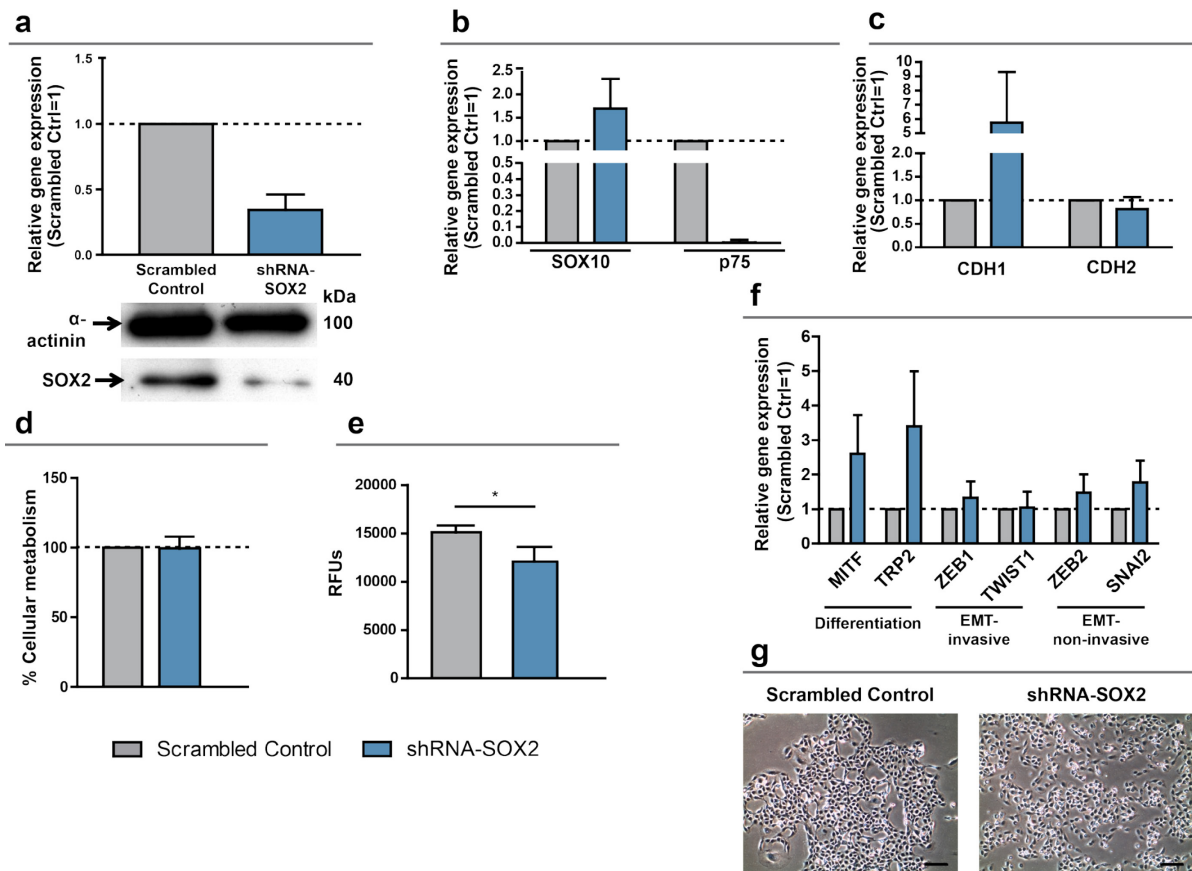 a
Relative gene expression
(Scrambled Ctrl=1)
1.5
1.0
0.5
0.0
Scrambled
Control
shRNA-
SOX2
kDa
α-
actinin
100
SOX2
40
b
Relative gene expression
(Scrambled Ctrl=1)
2.5
2.0
1.5
1.0
0.5
0.4
0.3
0.2
0.1
0.0
SOX10
p75
c
Relative gene expression
(Scrambled Ctrl=1)
10
9
8
7
6
5
2.0
1.5
1.0
0.5
0.0
CDH1
CDH2
d
% Cellular metabolism
150
100
50
0
e
RFUs
20000
15000
10000
5000
0
*
Scrambled Control
shRNA-SOX2
f
Relative gene expression
(Scrambled Ctrl=1)
6
5
4
3
2
1
0
MITF
TRP2
ZEB1
TWIST1
ZEB2
SNAI2
Differentiation
EMT-
invasive
EMT-
non-invasive
g
Scrambled Control
shRNA-SOX2